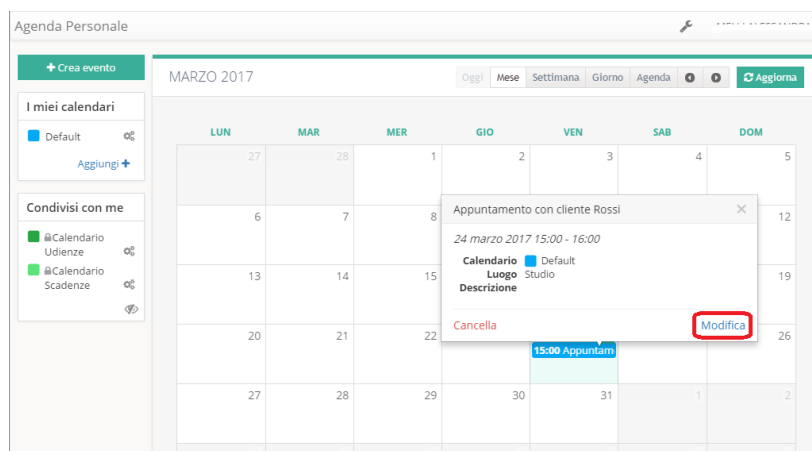 Agenda Personale
Crea evento
I miei calendari
Default
Aggiungi
Condivisi con me
Calendario
Udienze
Calendario
Scadenze
MARZO 2017
Oggi Mese Settimana Giorno Agenda Aggiorna
LUN MAR MER GIO VEN SAB DOM
27 28 1 2 3 4 5
6 7 8 12
13 14 15 19
20 21 22 26
27 28 29 30 31 1 2
Appuntamento con cliente Rossi
24 marzo 2017 15:00 - 16:00
Calendario Default
Luogo Studio
Descrizione
Cancella Modifica
15:00 Appuntam